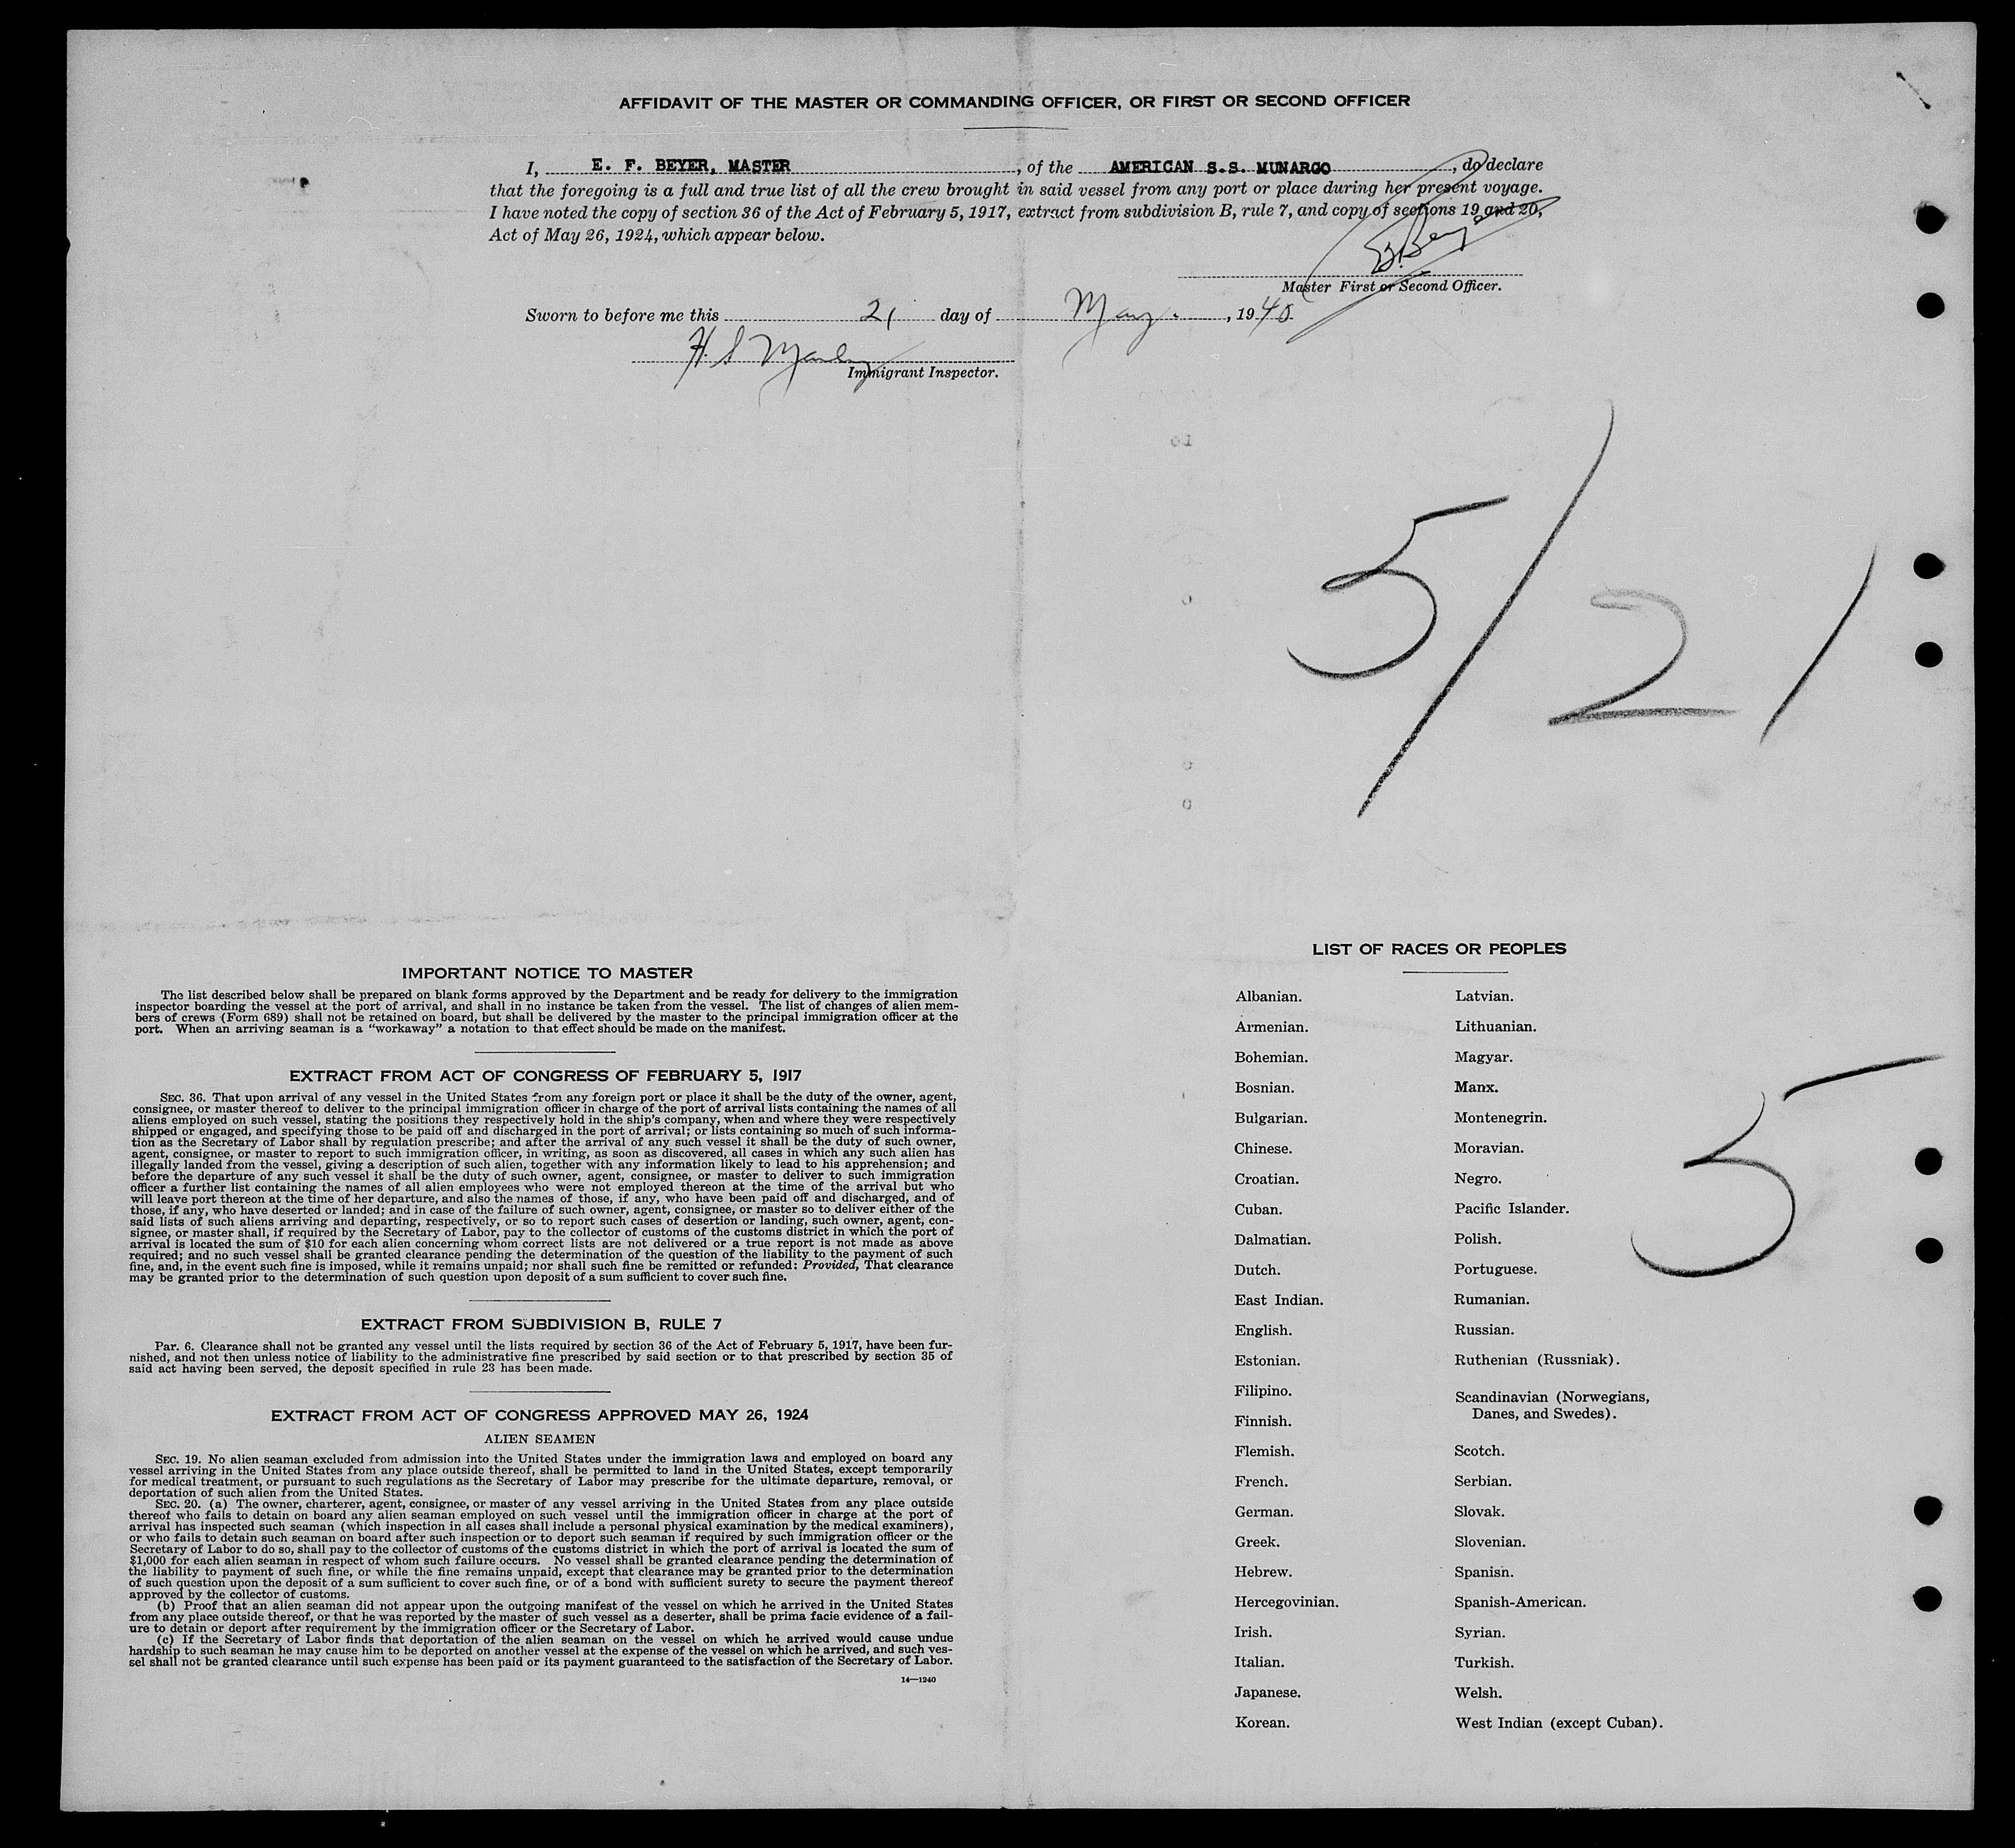 AFFIDAVIT OF THE MASTER OR COMMANDING OFFICER, OR FIRST OR SECOND OFFICER
I, E. F. BEYER, MASTER, of the AMERICAN S.S. MUNARGO, do declare
that the foregoing is a full and true list of all the crew brought in said vessel from any port or place during her present voyage.
I have noted the copy of section 36 of the Act of February 5, 1917, extract from subdivision B, rule 7, and copy of sections 19 and 20,
Act of May 26, 1924, which appear below.
Master First or Second Officer.
Sworn to before me this 21 day of May, 1940
Immigrant Inspector.
5/21
IMPORTANT NOTICE TO MASTER
The list described below shall be prepared on blank forms approved by the Department and be ready for delivery to the immigration
inspector boarding the vessel at the port of arrival, and shall in no instance be taken from the vessel. The list of changes of alien mem-
bers of crews (Form 689) shall not be retained on board, but shall be delivered by the master to the principal immigration officer at the
port. When an arriving seaman is a "workaway" a notation to that effect should be made on the manifest.
EXTRACT FROM ACT OF CONGRESS OF FEBRUARY 5, 1917
SEC. 36. That upon arrival of any vessel in the United States from any foreign port or place it shall be the duty of the owner, agent,
consignee, or master thereof to deliver to the principal immigration officer in charge of the port of arrival lists containing the names of all
aliens employed on such vessel, stating the positions they respectively hold in the ship's company, when and where they were respectively
shipped or engaged, and specifying those to be paid off and discharged in the port of arrival; or lists containing so much of such informa-
tion as the Secretary of Labor shall by regulation prescribe; and after the arrival of any such vessel it shall be the duty of such owner,
agent, consignee, or master to report to such immigration officer, in writing, as soon as discovered, all cases in which any such alien has
illegally landed from the vessel, giving a description of such alien, together with any information likely to lead to his apprehension; and
before the departure of any such vessel it shall be the duty of such owner, agent, consignee, or master to deliver to such immigration
officer a further list containing the names of all alien employees who were not employed thereon at the time of the arrival but who
will leave port thereon at the time of her departure, and also the names of those, if any, who have been paid off and discharged, and of
those, if any, who have deserted or landed; and in case of the failure of such owner, agent, consignee, or master so to deliver either of the
said lists of such aliens arriving and departing, respectively, or so to report such cases of desertion or landing, such owner, agent, con-
signee, or master shall, if required by the Secretary of Labor, pay to the collector of customs of the customs district in which the port of
arrival is located the sum of $10 for each alien concerning whom correct lists are not delivered or a true report is not made as above
required; and no such vessel shall be granted clearance pending the determination of the question of the liability to the payment of such
fine, and, in the event such fine is imposed, while it remains unpaid; nor shall such fine be remitted or refunded: Provided, That clearance
may be granted prior to the determination of such question upon deposit of a sum sufficient to cover such fine.
EXTRACT FROM SUBDIVISION B, RULE 7
Par. 6. Clearance shall not be granted any vessel until the lists required by section 36 of the Act of February 5, 1917, have been fur-
nished, and not then unless notice of liability to the administrative fine prescribed by said section or to that prescribed by section 35 of
said act having been served, the deposit specified in rule 23 has been made.
EXTRACT FROM ACT OF CONGRESS APPROVED MAY 26, 1924
ALIEN SEAMEN
SEC. 19. No alien seaman excluded from admission into the United States under the immigration laws and employed on board any
vessel arriving in the United States from any place outside thereof, shall be permitted to land in the United States, except temporarily
for medical treatment, or pursuant to such regulations as the Secretary of Labor may prescribe for the ultimate departure, removal, or
deportation of such alien from the United States.
SEC. 20. (a) The owner, charterer, agent, consignee, or master of any vessel arriving in the United States from any place outside
thereof who fails to detain on board any alien seaman employed on such vessel until the immigration officer in charge at the port of
arrival has inspected such seaman (which inspection in all cases shall include a personal physical examination by the medical examiners),
or who fails to detain such seaman on board after such inspection or to deport such seaman if required by such immigration officer or the
Secretary of Labor to do so, shall pay to the collector of customs of the customs district in which the port of arrival is located the sum of
$1,000 for each alien seaman in respect of whom such failure occurs. No vessel shall be granted clearance pending the determination of
the liability to payment of such fine, or while the fine remains unpaid, except that clearance may be granted prior to the determination
of such question upon the deposit of a sum sufficient to cover such fine, or of a bond with sufficient surety to secure the payment thereof
approved by the collector of customs.
(b) Proof that an alien seaman did not appear upon the outgoing manifest of the vessel on which he arrived in the United States
from any place outside thereof, or that he was reported by the master of such vessel as a deserter, shall be prima facie evidence of a fail-
ure to detain or deport after requirement by the immigration officer or the Secretary of Labor.
(c) If the Secretary of Labor finds that deportation of the alien seaman on the vessel on which he arrived would cause undue
hardship to such seaman he may cause him to be deported on another vessel at the expense of the vessel on which he arrived, and such ves-
sel shall not be granted clearance until such expense has been paid or its payment guaranteed to the satisfaction of the Secretary of Labor.
14—1240
LIST OF RACES OR PEOPLES
Albanian.
Armenian.
Bohemian.
Bosnian.
Bulgarian.
Chinese.
Croatian.
Cuban.
Dalmatian.
Dutch.
East Indian.
English.
Estonian.
Filipino.
Finnish.
Flemish.
French.
German.
Greek.
Hebrew.
Hercegovinian.
Irish.
Italian.
Japanese.
Korean.
Latvian.
Lithuanian.
Magyar.
Manx.
Montenegrin.
Moravian.
Negro.
Pacific Islander.
Polish.
Portuguese.
Rumanian.
Russian.
Ruthenian (Russniak).
Scandinavian (Norwegians,
Danes, and Swedes).
Scotch.
Serbian.
Slovak.
Slovenian.
Spanish.
Spanish-American.
Syrian.
Turkish.
Welsh.
West Indian (except Cuban).
5